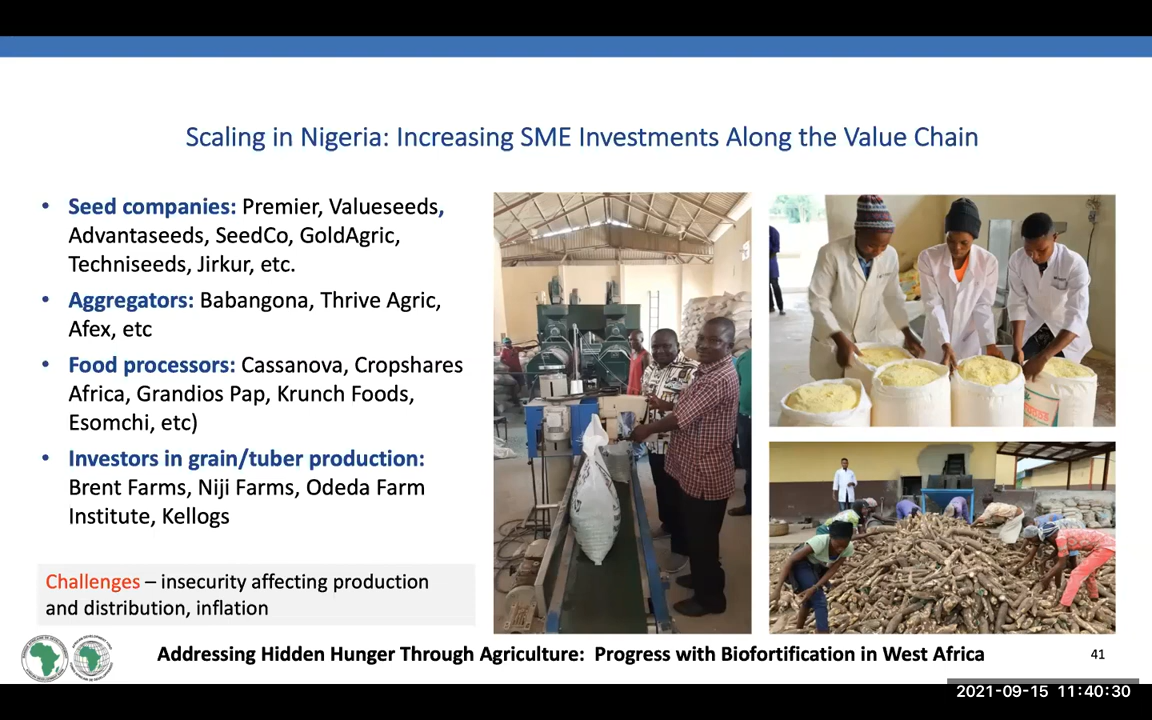 Scaling in Nigeria: Increasing SME Investments Along the Value Chain
• Seed companies: Premier, Valueseeds,
Advantaseeds, SeedCo, GoldAgric,
Techniseeds, Jirkur, etc.
• Aggregators: Babangona, Thrive Agric,
Afex, etc
• Food processors: Cassanova, Cropshares
Africa, Grandios Pap, Krunch Foods,
Esomchi, etc)
• Investors in grain/tuber production:
Brent Farms, Niji Farms, Odeda Farm
Institute, Kellogs
Challenges – insecurity affecting production
and distribution, inflation
Addressing Hidden Hunger Through Agriculture: Progress with Biofortification in West Africa
41
2021-09-15 11:40:30